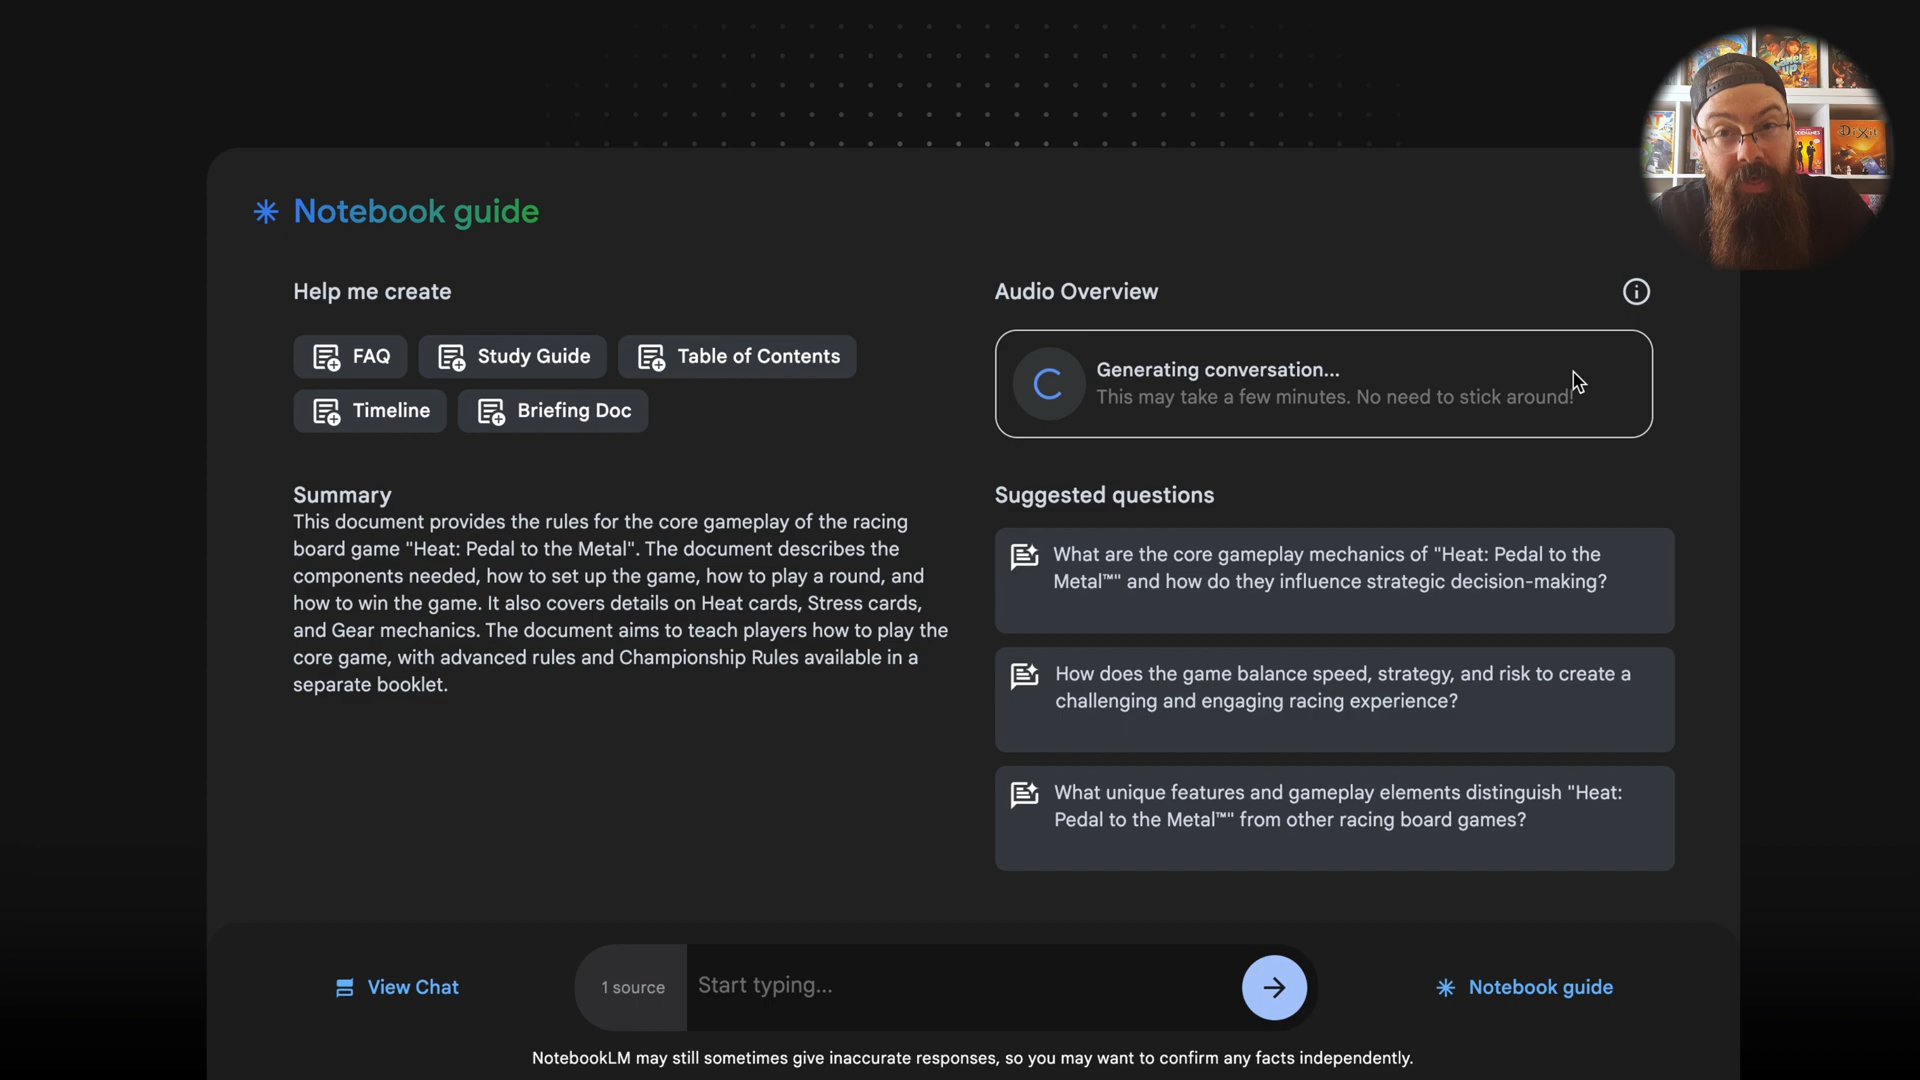 Notebook guide
Help me create
FAQ
Study Guide
Table of Contents
Timeline
Briefing Doc
Summary
This document provides the rules for the core gameplay of the racing
board game "Heat: Pedal to the Metal". The document describes the
components needed, how to set up the game, how to play a round, and
how to win the game. It also covers details on Heat cards, Stress cards,
and Gear mechanics. The document aims to teach players how to play the
core game, with advanced rules and Championship Rules available in a
separate booklet.
Audio Overview
Generating conversation...
This may take a few minutes. No need to stick around!
Suggested questions
What are the core gameplay mechanics of "Heat: Pedal to the
Metal™" and how do they influence strategic decision-making?
How does the game balance speed, strategy, and risk to create a
challenging and engaging racing experience?
What unique features and gameplay elements distinguish "Heat:
Pedal to the Metal™" from other racing board games?
View Chat
1 source
Start typing...
Notebook guide
NotebookLM may still sometimes give inaccurate responses, so you may want to confirm any facts independently.
Camel
Up
CODENAMES
DiXit